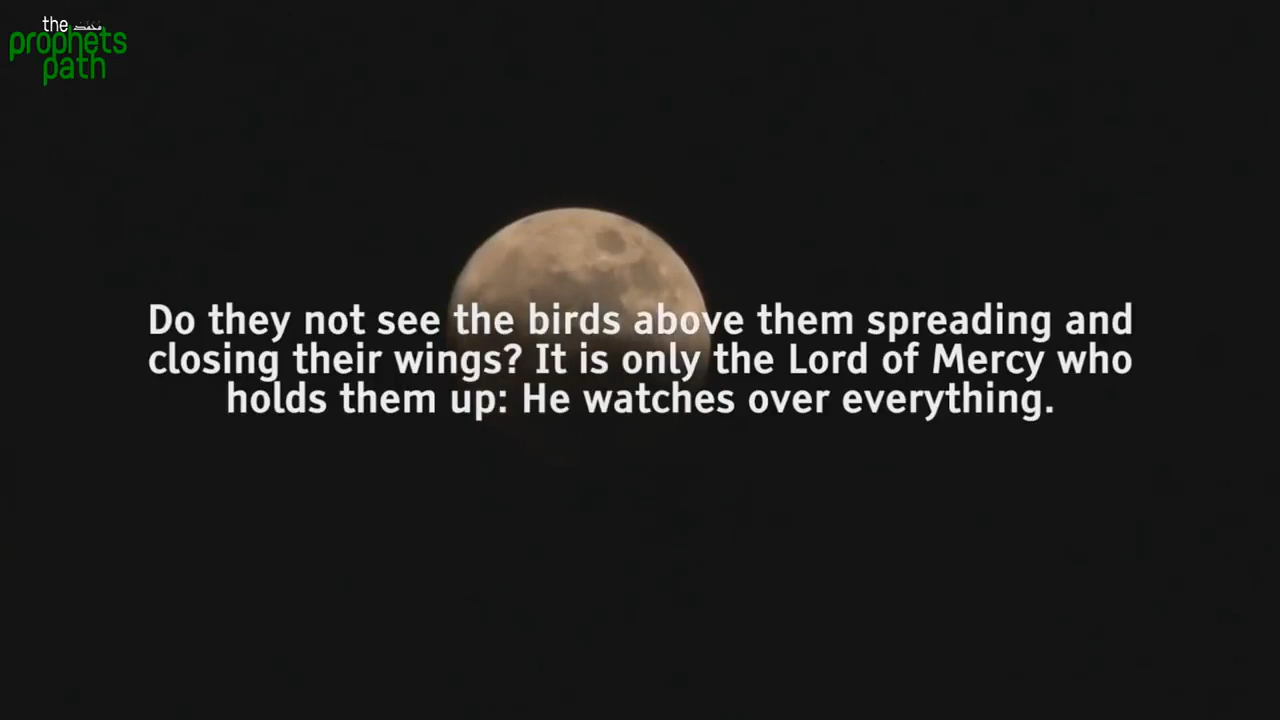 the
prophets
path
Do they not see the birds above them spreading and
closing their wings? It is only the Lord of Mercy who
holds them up: He watches over everything.